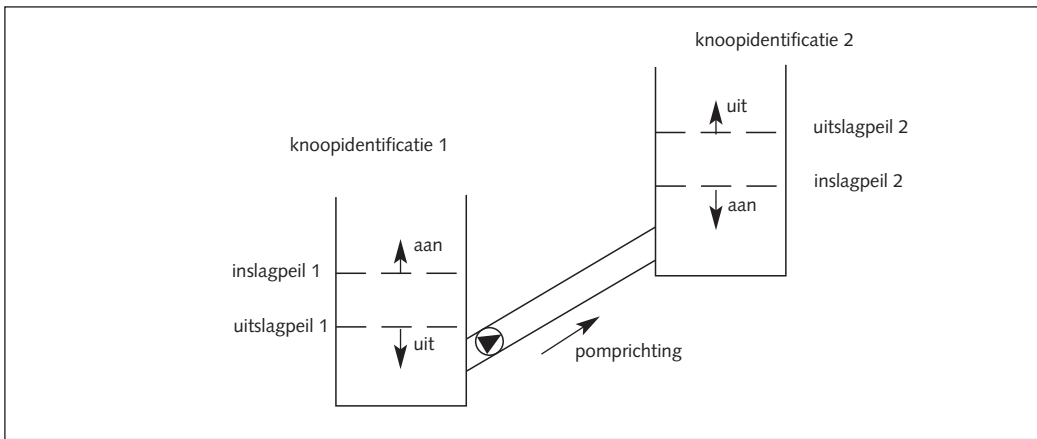 knoopidentificatie 2
uit
uitslagpeil 2
knoopidentificatie 1
inslagpeil 2
aan
aan
inslagpeil 1
uitslagpeil 1
uit
pomprichting